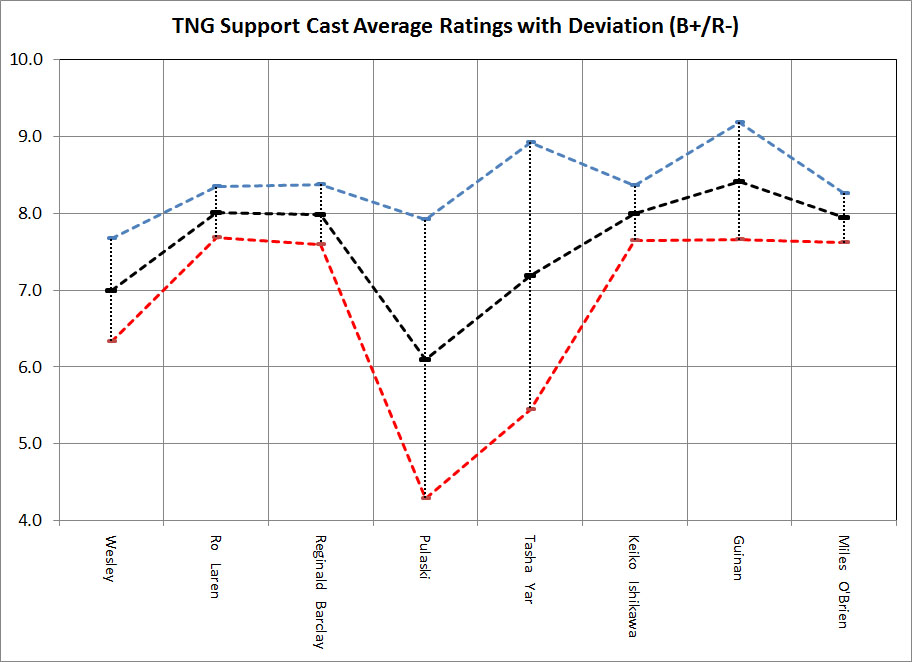 TNG Support Cast Average Ratings with Deviation (B+/R-)
10.0
9.0
8.0
7.0
6.0
5.0
4.0
Wesley
Ro Laren
Reginald Barclay
Pulaski
Tasha Yar
Keiko Ishikawa
Guinan
Miles O'Brien